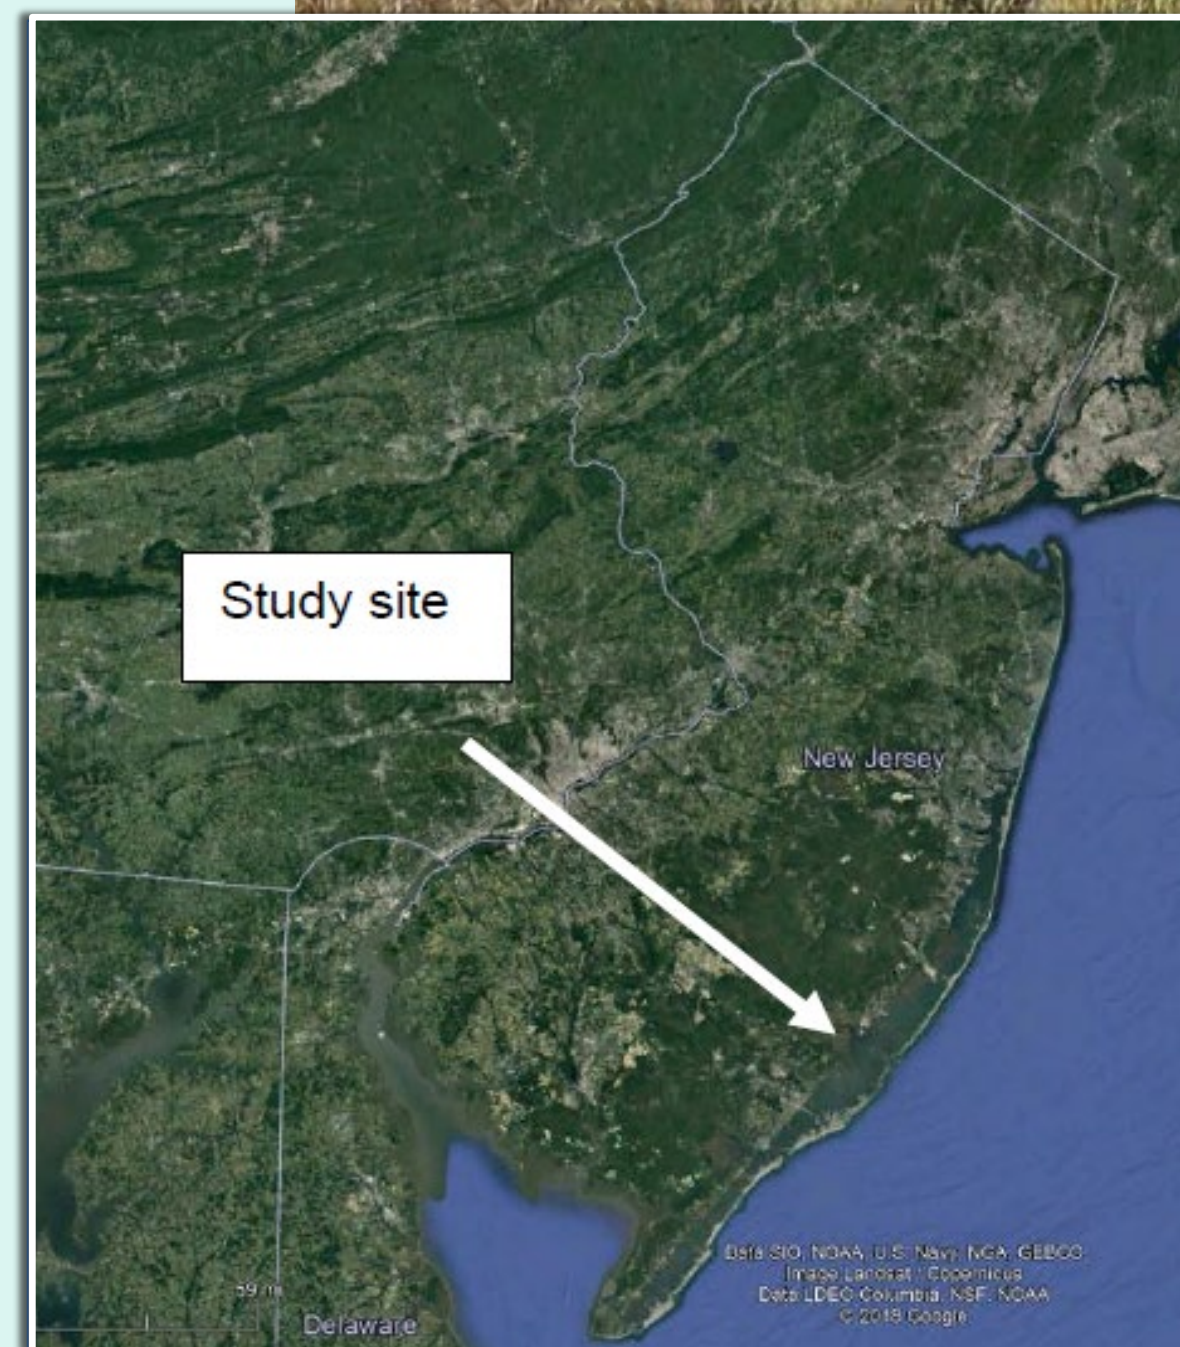 Study site
New Jersey
Data SIO, NOAA, U.S. Navy, NGA, GEBCO
Image Landsat / Copernicus
Data LDEO-Columbia, NSF, NOAA
© 2018 Google
Delaware